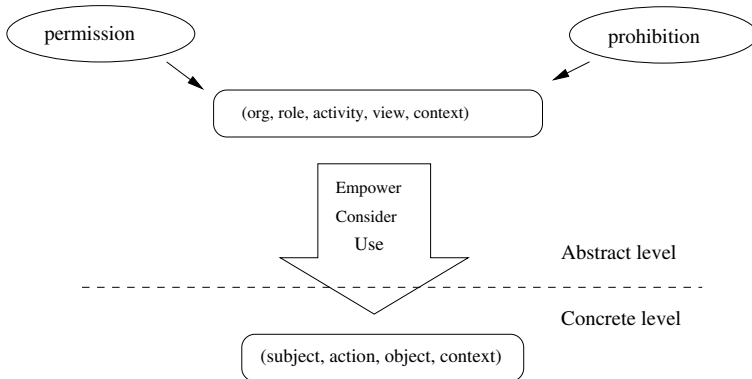 permission
prohibition
(org, role, activity, view, context)
Empower
Consider
Use
Abstract level
Concrete level
(subject, action, object, context)